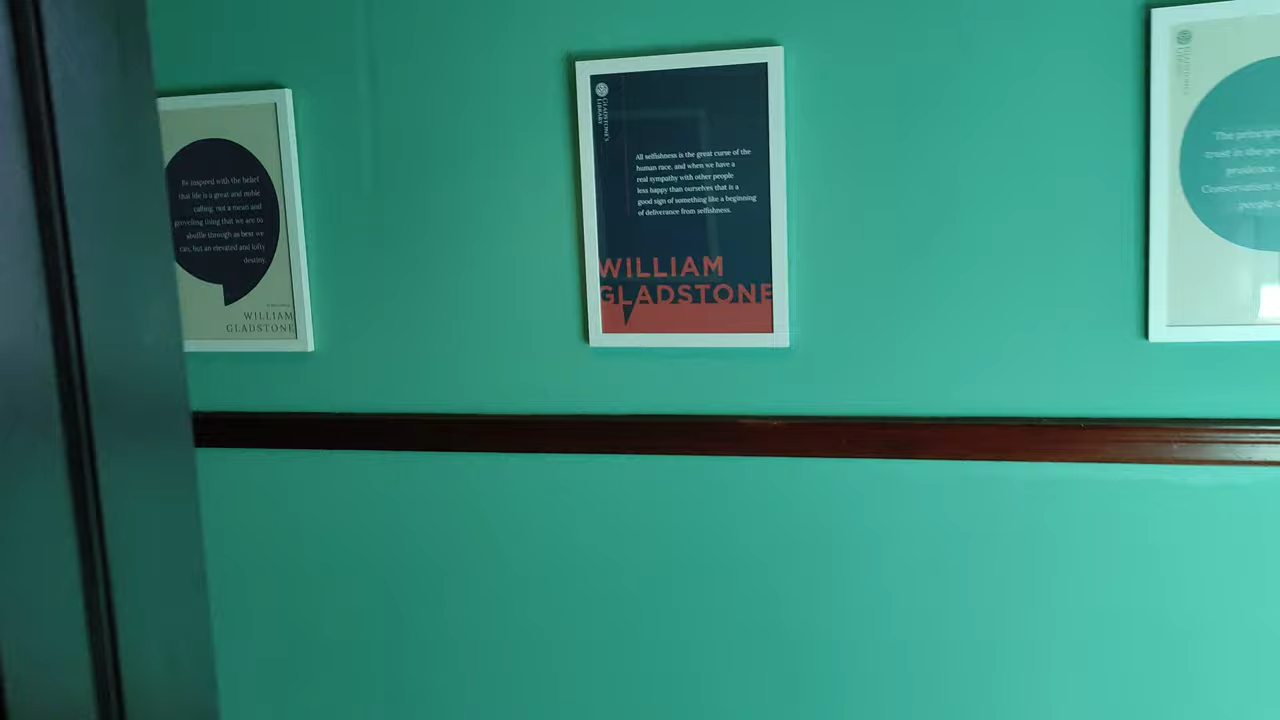 Be inspired with the belief
that life is a great and noble
calling; not a mean and
grovelling thing that we are to
shuffle through as best we
can, but an elevated and lofty
destiny.
WILLIAM
GLADSTONE
GLADSTONE'S
LIBRARY
All selfishness is the great curse of the
human race, and when we have a
real sympathy with other people
less happy than ourselves that is a
good sign of something like a beginning
of deliverance from selfishness.
WILLIAM
GLADSTONE
The
trust in the
prudence
Conservatism
people